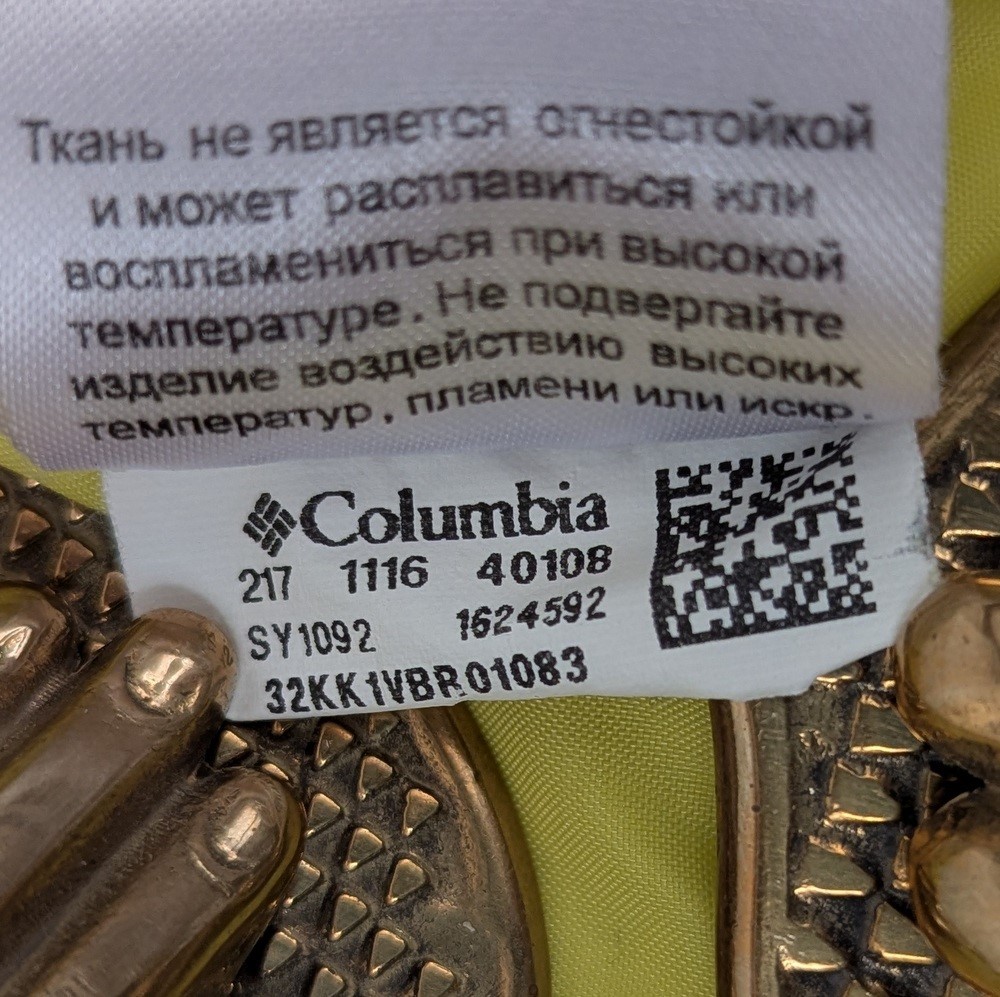 Ткань не является огнестойкой
и может расплавиться или
воспламениться при высокой
температуре. Не подвергайте
изделие воздействию высоких
температур, пламени или искр.
Columbia
217 1116 40108
SY1092 1624592
32KK1VBR01083